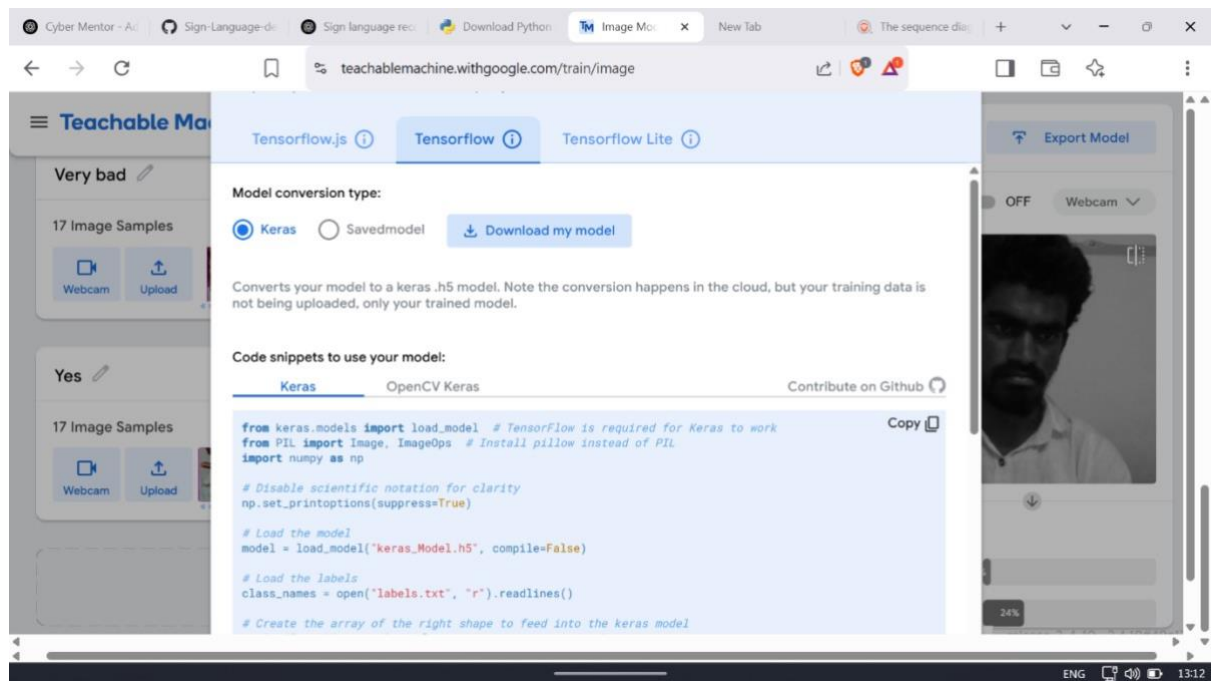 Cyber Mentor - Ad
Sign-Language-de
Sign language rec
Download Python
TM Image Mod
New Tab
The sequence diag
teachablemachine.withgoogle.com/train/image
Teachable Ma
Tensorflow.js
Tensorflow
Tensorflow Lite
Export Model
Very bad
Model conversion type:
OFF
Webcam
17 Image Samples
Keras
Savedmodel
Download my model
Webcam
Upload
Converts your model to a keras .h5 model. Note the conversion happens in the cloud, but your training data is
not being uploaded, only your trained model.
Code snippets to use your model:
Yes
Keras
OpenCV Keras
Contribute on Github
17 Image Samples
Webcam
Upload
Copy
from keras.models import load_model # TensorFlow is required for Keras to work
from PIL import Image, ImageOps # Install pillow instead of PIL
import numpy as np
# Disable scientific notation for clarity
np.set_printoptions(suppress=True)
# Load the model
model = load_model("keras_Model.h5", compile=False)
# Load the labels
class_names = open("labels.txt", "r").readlines()
# Create the array of the right shape to feed into the keras model
24%
ENG
13:12